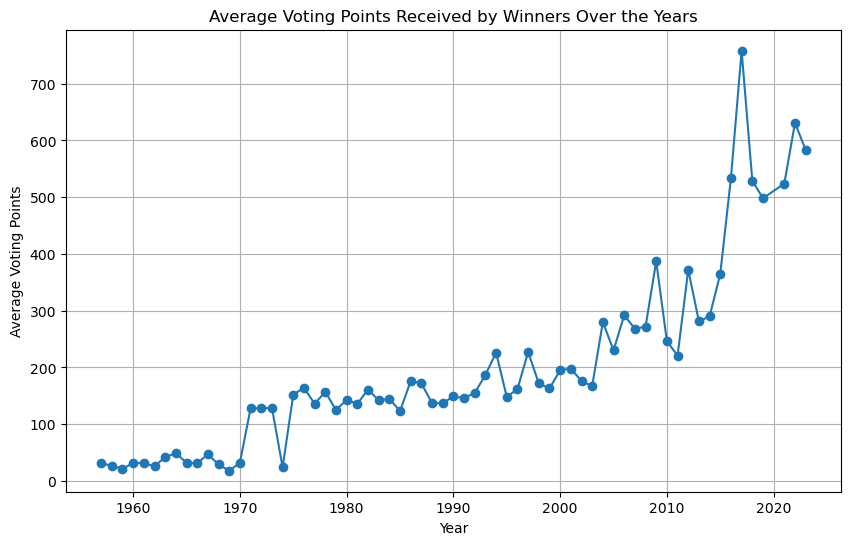 Average Voting Points Received by Winners Over the Years
700
600
500
400
300
200
100
0
Average Voting Points
1960 1970 1980 1990 2000 2010 2020
Year